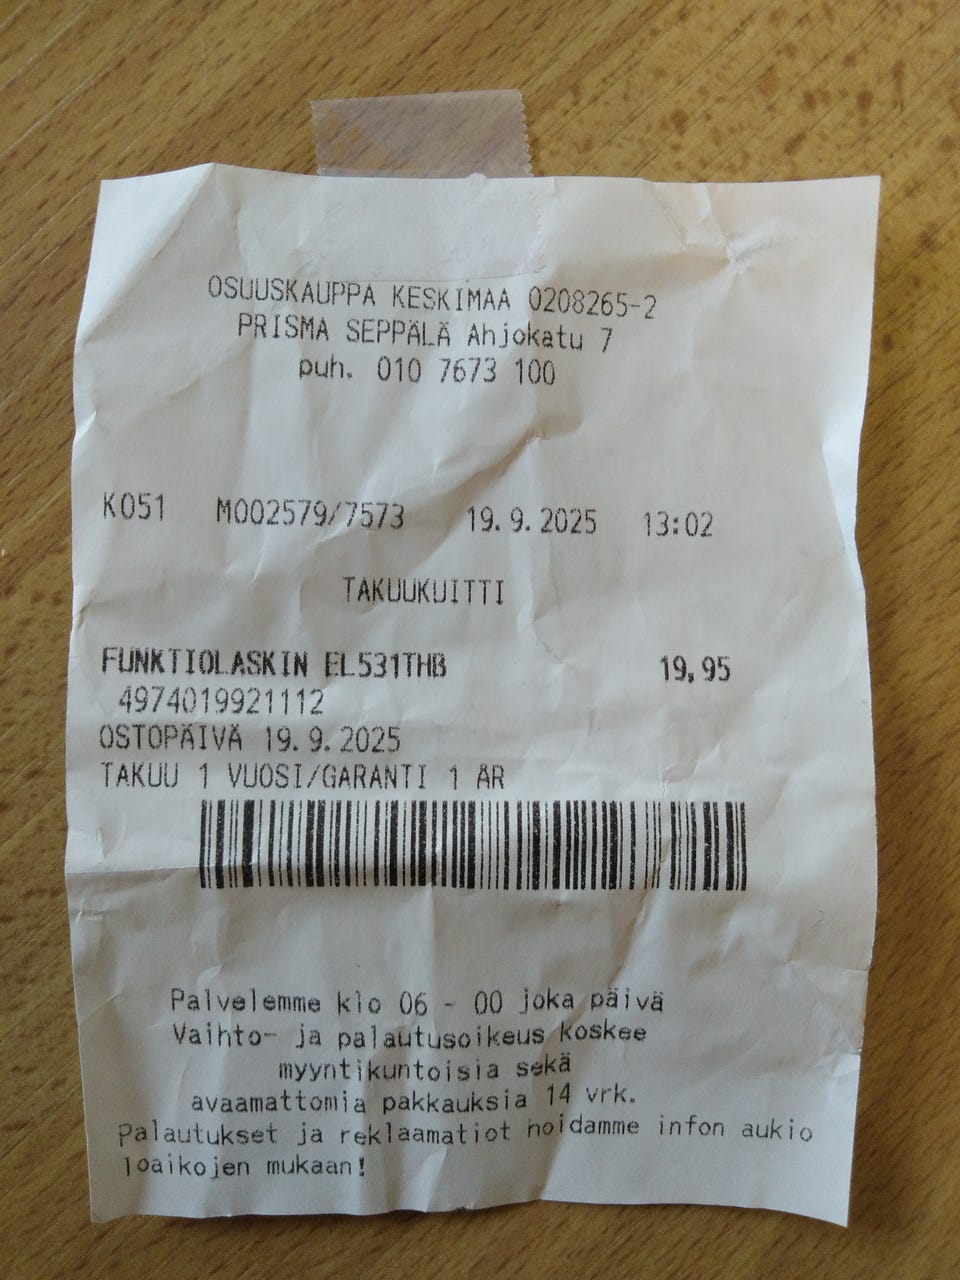 OSUUSKAUPPA KESKIMAA 0208265-2
PRISMA SEPPÄLÄ Ahjokatu 7
puh. 010 7673 100
K051 M002579/7573 19.9.2025 13:02
TAKUUKUITTI
FUNKTIOLASKIN EL531THB 19,95
4974019921112
OSTOPÄIVÄ 19.9.2025
TAKUU 1 VUOSI/GARANTI 1 ÅR
Palvelemme klo 06 - 00 joka päivä
Vaihto- ja palautusoikeus koskee
myyntikuntoisia sekä
avaamattomia pakkauksia 14 vrk.
Palautukset ja reklaamatiot hoidamme infon aukio
loaikojen mukaan!